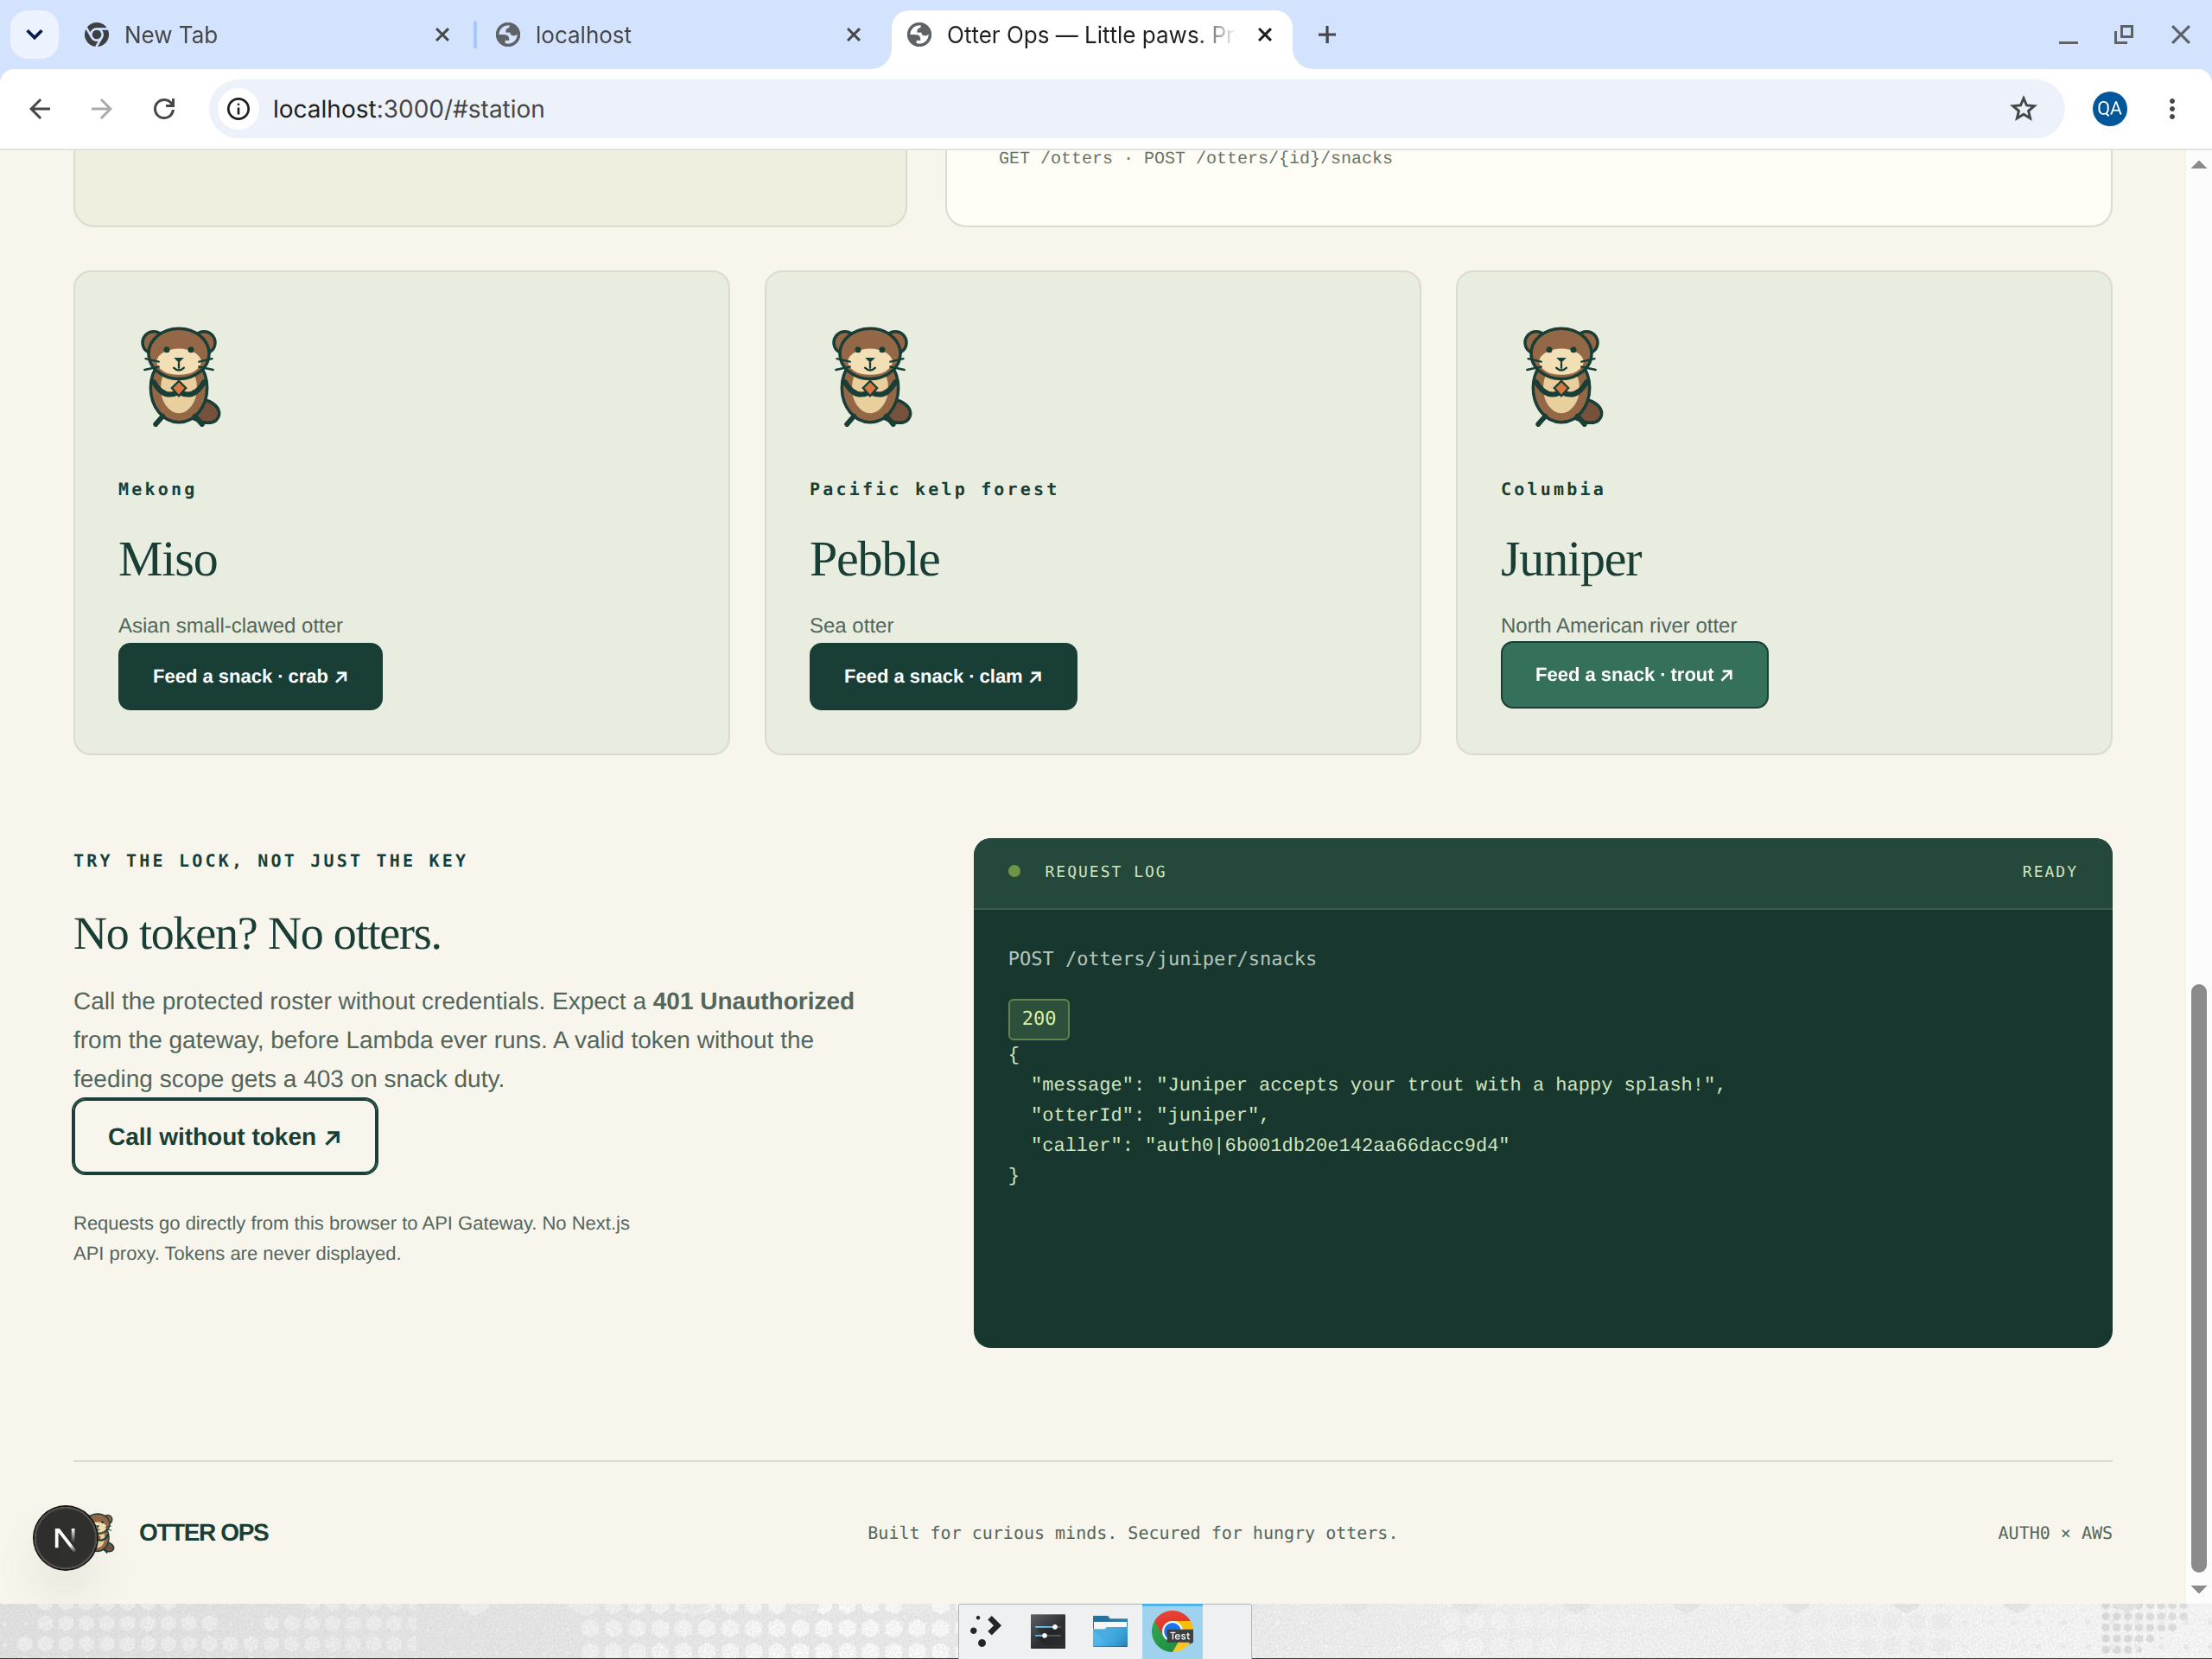 New Tab
localhost
Otter Ops — Little paws. Pr
localhost:3000/#station
QA
GET /otters · POST /otters/{id}/snacks
Mekong
Miso
Asian small-clawed otter
Feed a snack · crab ↗
Pacific kelp forest
Pebble
Sea otter
Feed a snack · clam ↗
Columbia
Juniper
North American river otter
Feed a snack · trout ↗
TRY THE LOCK, NOT JUST THE KEY
No token? No otters.
Call the protected roster without credentials. Expect a 401 Unauthorized
from the gateway, before Lambda ever runs. A valid token without the
feeding scope gets a 403 on snack duty.
Call without token ↗
Requests go directly from this browser to API Gateway. No Next.js
API proxy. Tokens are never displayed.
REQUEST LOG
READY
POST /otters/juniper/snacks
200
{
"message": "Juniper accepts your trout with a happy splash!",
"otterId": "juniper",
"caller": "auth0|6b001db20e142aa66dacc9d4"
}
N
OTTER OPS
Built for curious minds. Secured for hungry otters.
AUTH0 × AWS
Test